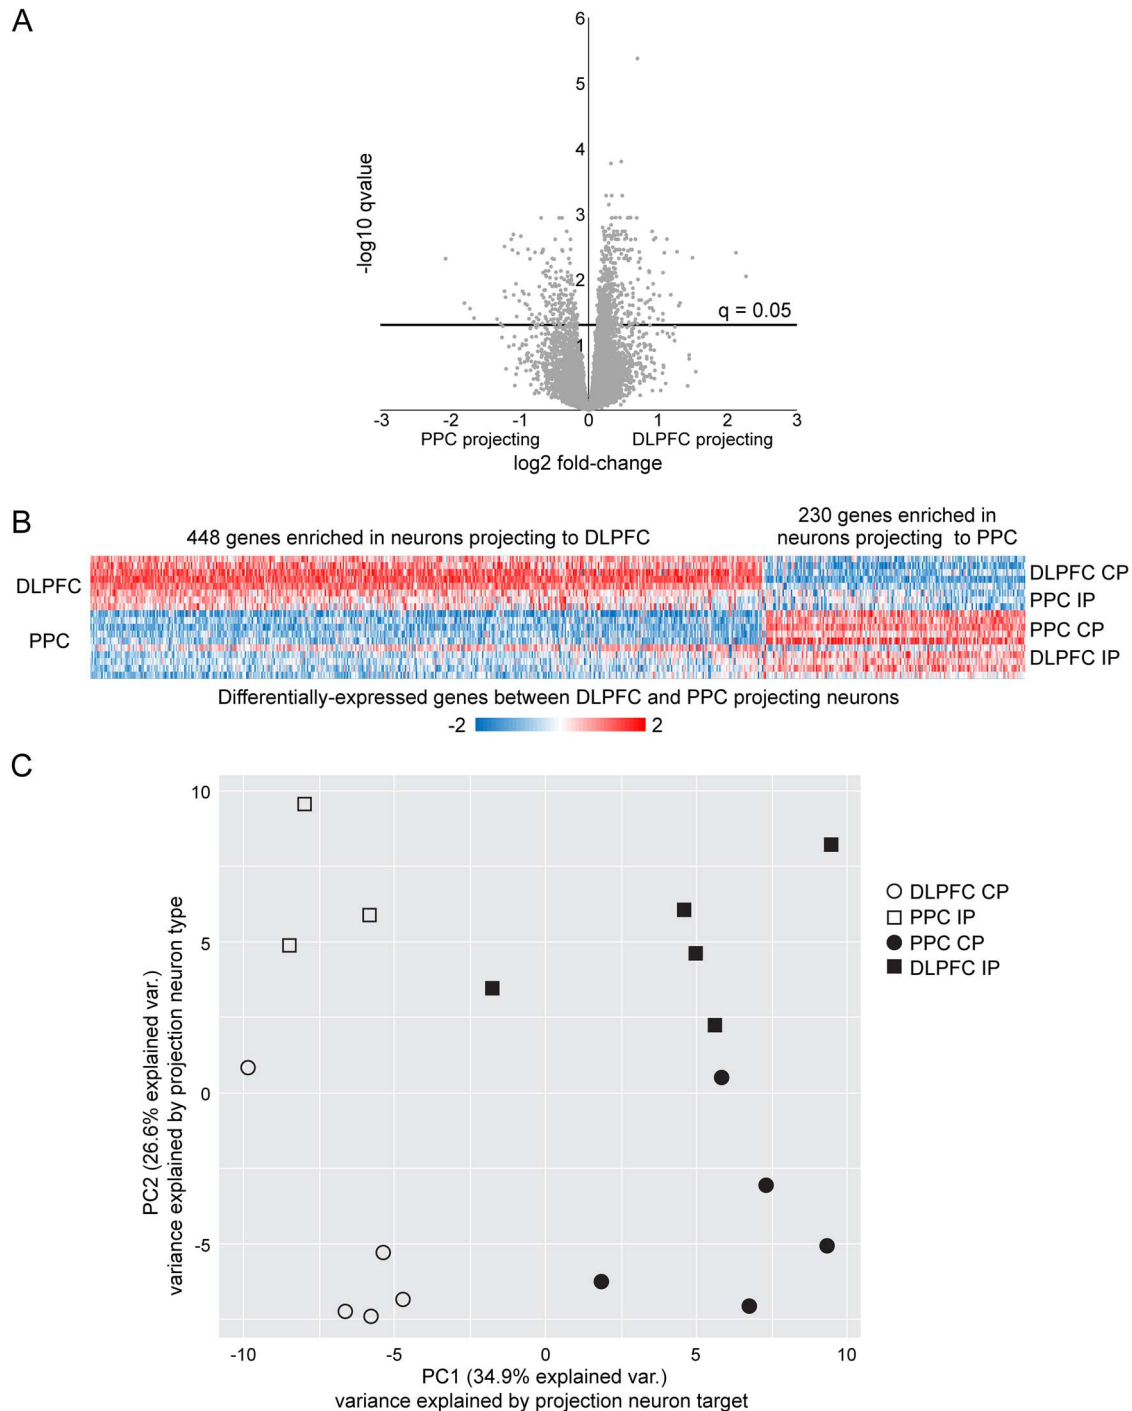 A
6
5
4
3
2
1
-log10 qvalue
q = 0.05
-3 -2 -1 0 1 2 3
PPC projecting DLPFC projecting
log2 fold-change
B
448 genes enriched in neurons projecting to DLPFC
230 genes enriched in
neurons projecting to PPC
DLPFC
PPC
DLPFC CP
PPC IP
PPC CP
DLPFC IP
Differentially-expressed genes between DLPFC and PPC projecting neurons
-2 2
C
10
5
0
-5
PC2 (26.6% explained var.)
variance explained by projection neuron type
DLPFC CP
PPC IP
PPC CP
DLPFC IP
-10 -5 0 5 10
PC1 (34.9% explained var.)
variance explained by projection neuron target